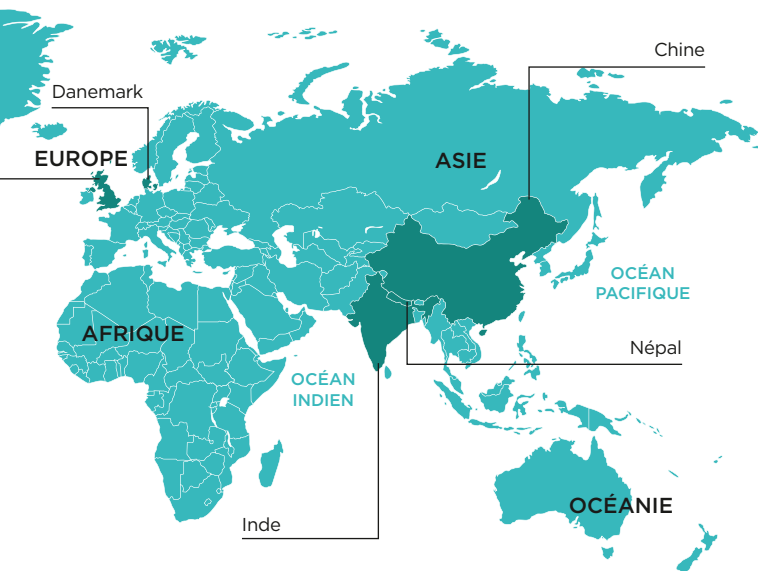 Chine
Danemark
EUROPE
ASIE
OCÉAN
PACIFIQUE
AFRIQUE
Népal
OCÉAN
INDIEN
OCÉANIE
Inde